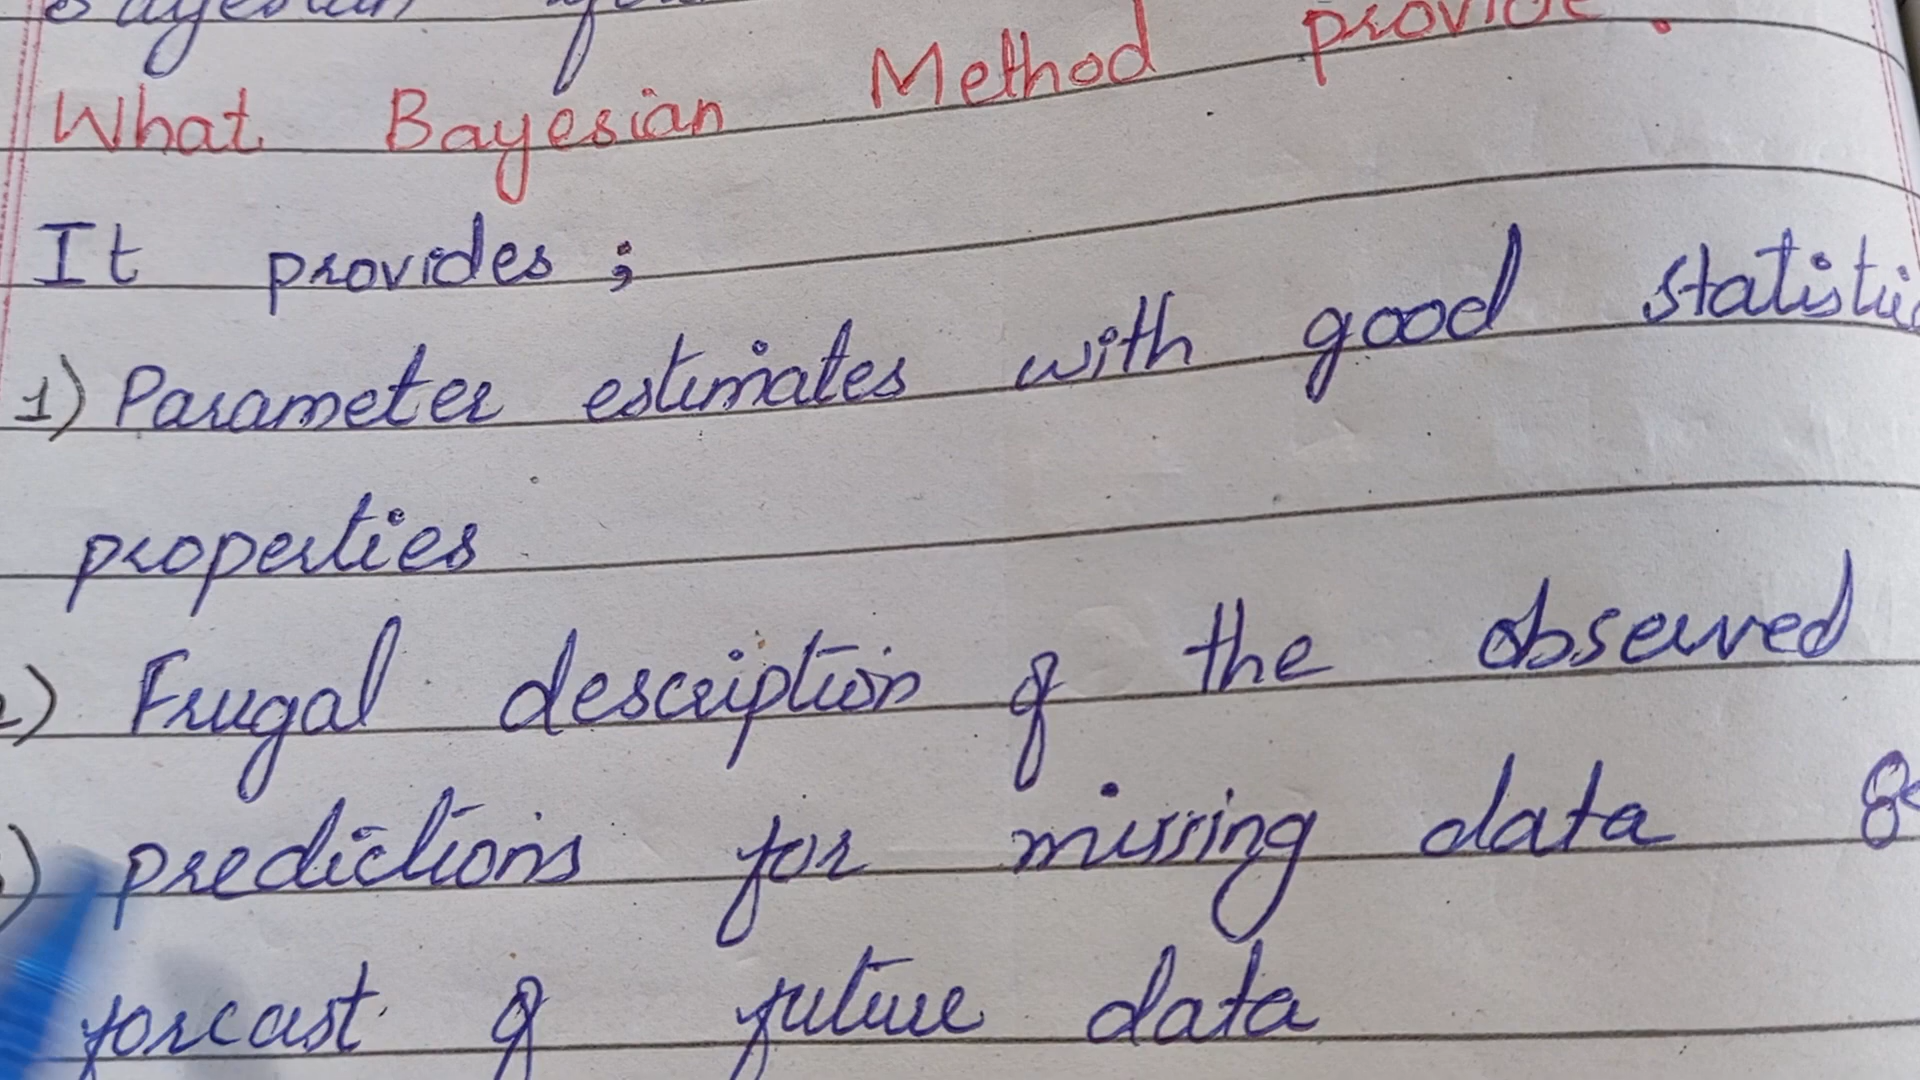 Bayesian
What Bayesian Method provide.
It provides ;
1) Parameter estimates with good statistic
properties
2) Frugal description of the observed
) predictions for missing data &
forcast of future data